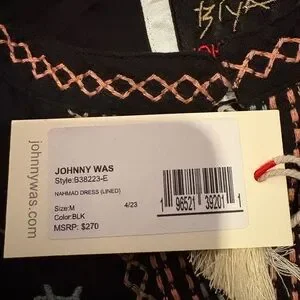 BIYA
johnnywas.com
JOHNNY WAS
Style:B38223-E
NAHMAD DRESS (LINED)
Size:M 4/23
Color:BLK
MSRP: $270
1 96521 39201 1